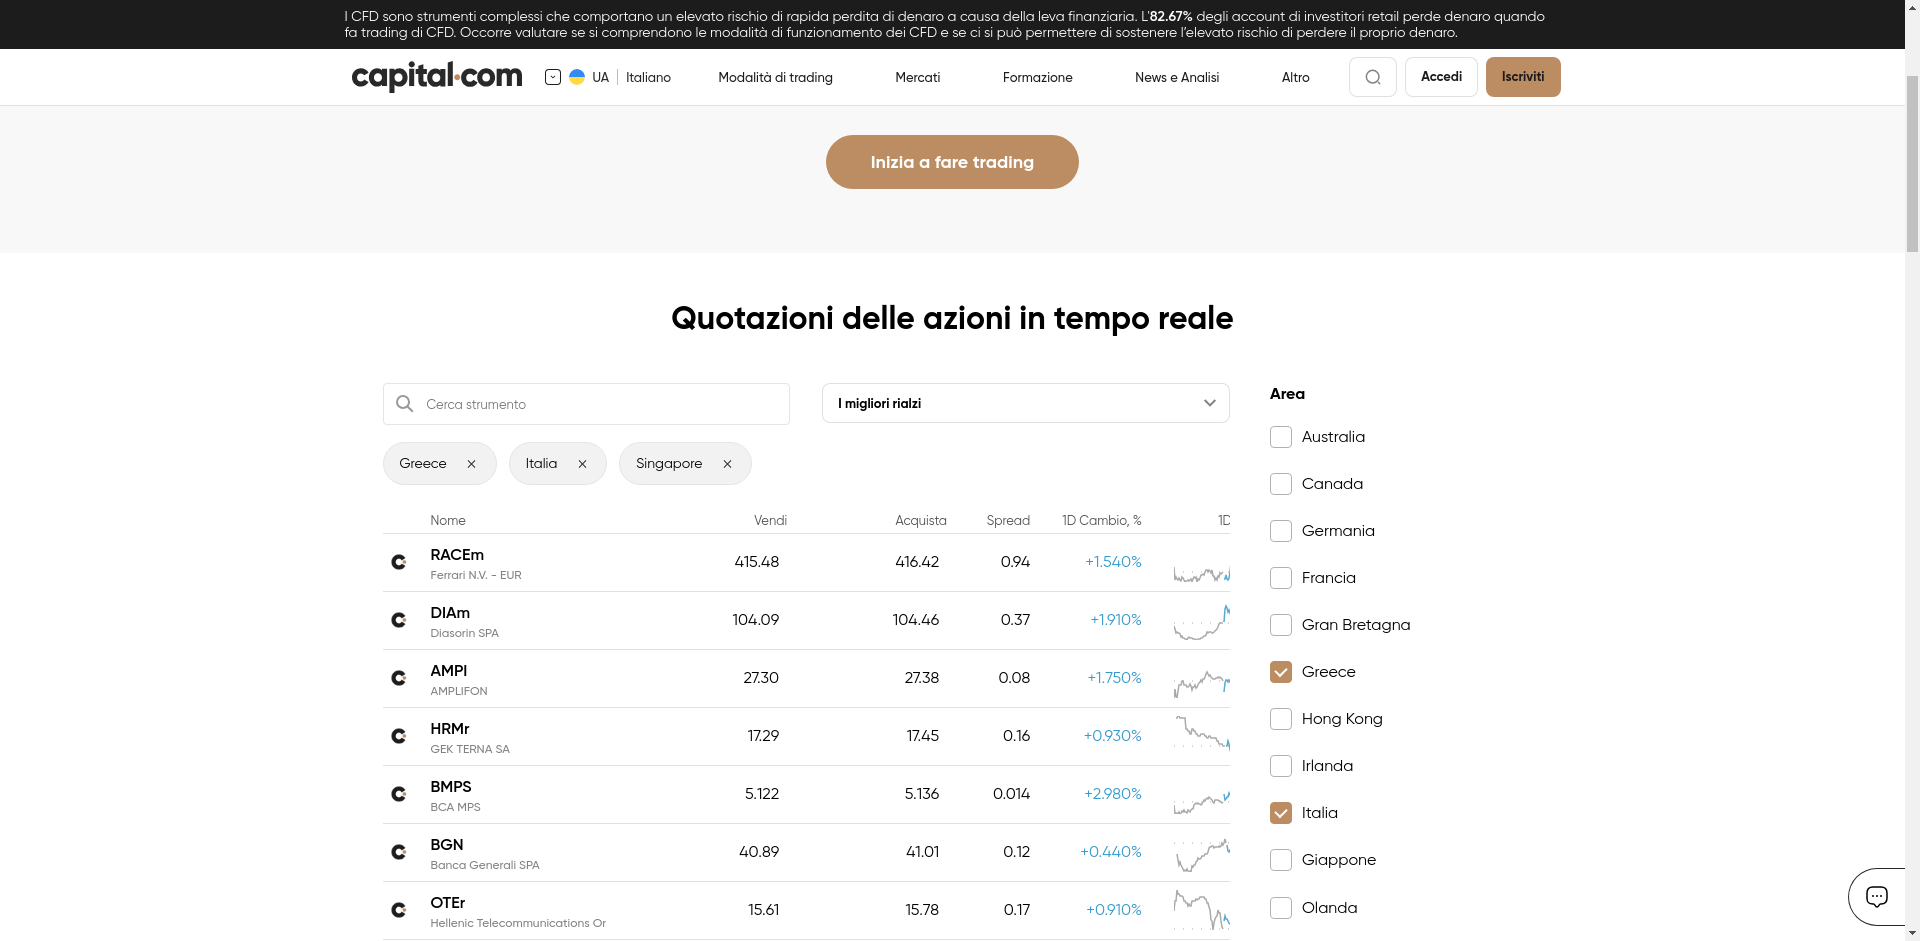 I CFD sono strumenti complessi che comportano un elevato rischio di rapida perdita di denaro a causa della leva finanziaria. L'82.67% degli account di investitori retail perde denaro quando
fa trading di CFD. Occorre valutare se si comprendono le modalità di funzionamento dei CFD e se ci si può permettere di sostenere l'elevato rischio di perdere il proprio denaro.
capital.com UA Italiano Modalità di trading Mercati Formazione News e Analisi Altro Accedi Iscriviti
Inizia a fare trading
Quotazioni delle azioni in tempo reale
Cerca strumento
I migliori rialzi
Greece Italia Singapore
Nome Vendi Acquista Spread 1D Cambio, % 1D
RACEm 415.48 416.42 0.94 +1.540%
Ferrari N.V. - EUR
DIAm 104.09 104.46 0.37 +1.910%
Diasorin SPA
AMPl 27.30 27.38 0.08 +1.750%
AMPLIFON
HRMr 17.29 17.45 0.16 +0.930%
GEK TERNA SA
BMPS 5.122 5.136 0.014 +2.980%
BCA MPS
BGN 40.89 41.01 0.12 +0.440%
Banca Generali SPA
OTEr 15.61 15.78 0.17 +0.910%
Hellenic Telecommunications Or
Area
Australia
Canada
Germania
Francia
Gran Bretagna
Greece
Hong Kong
Irlanda
Italia
Giappone
Olanda